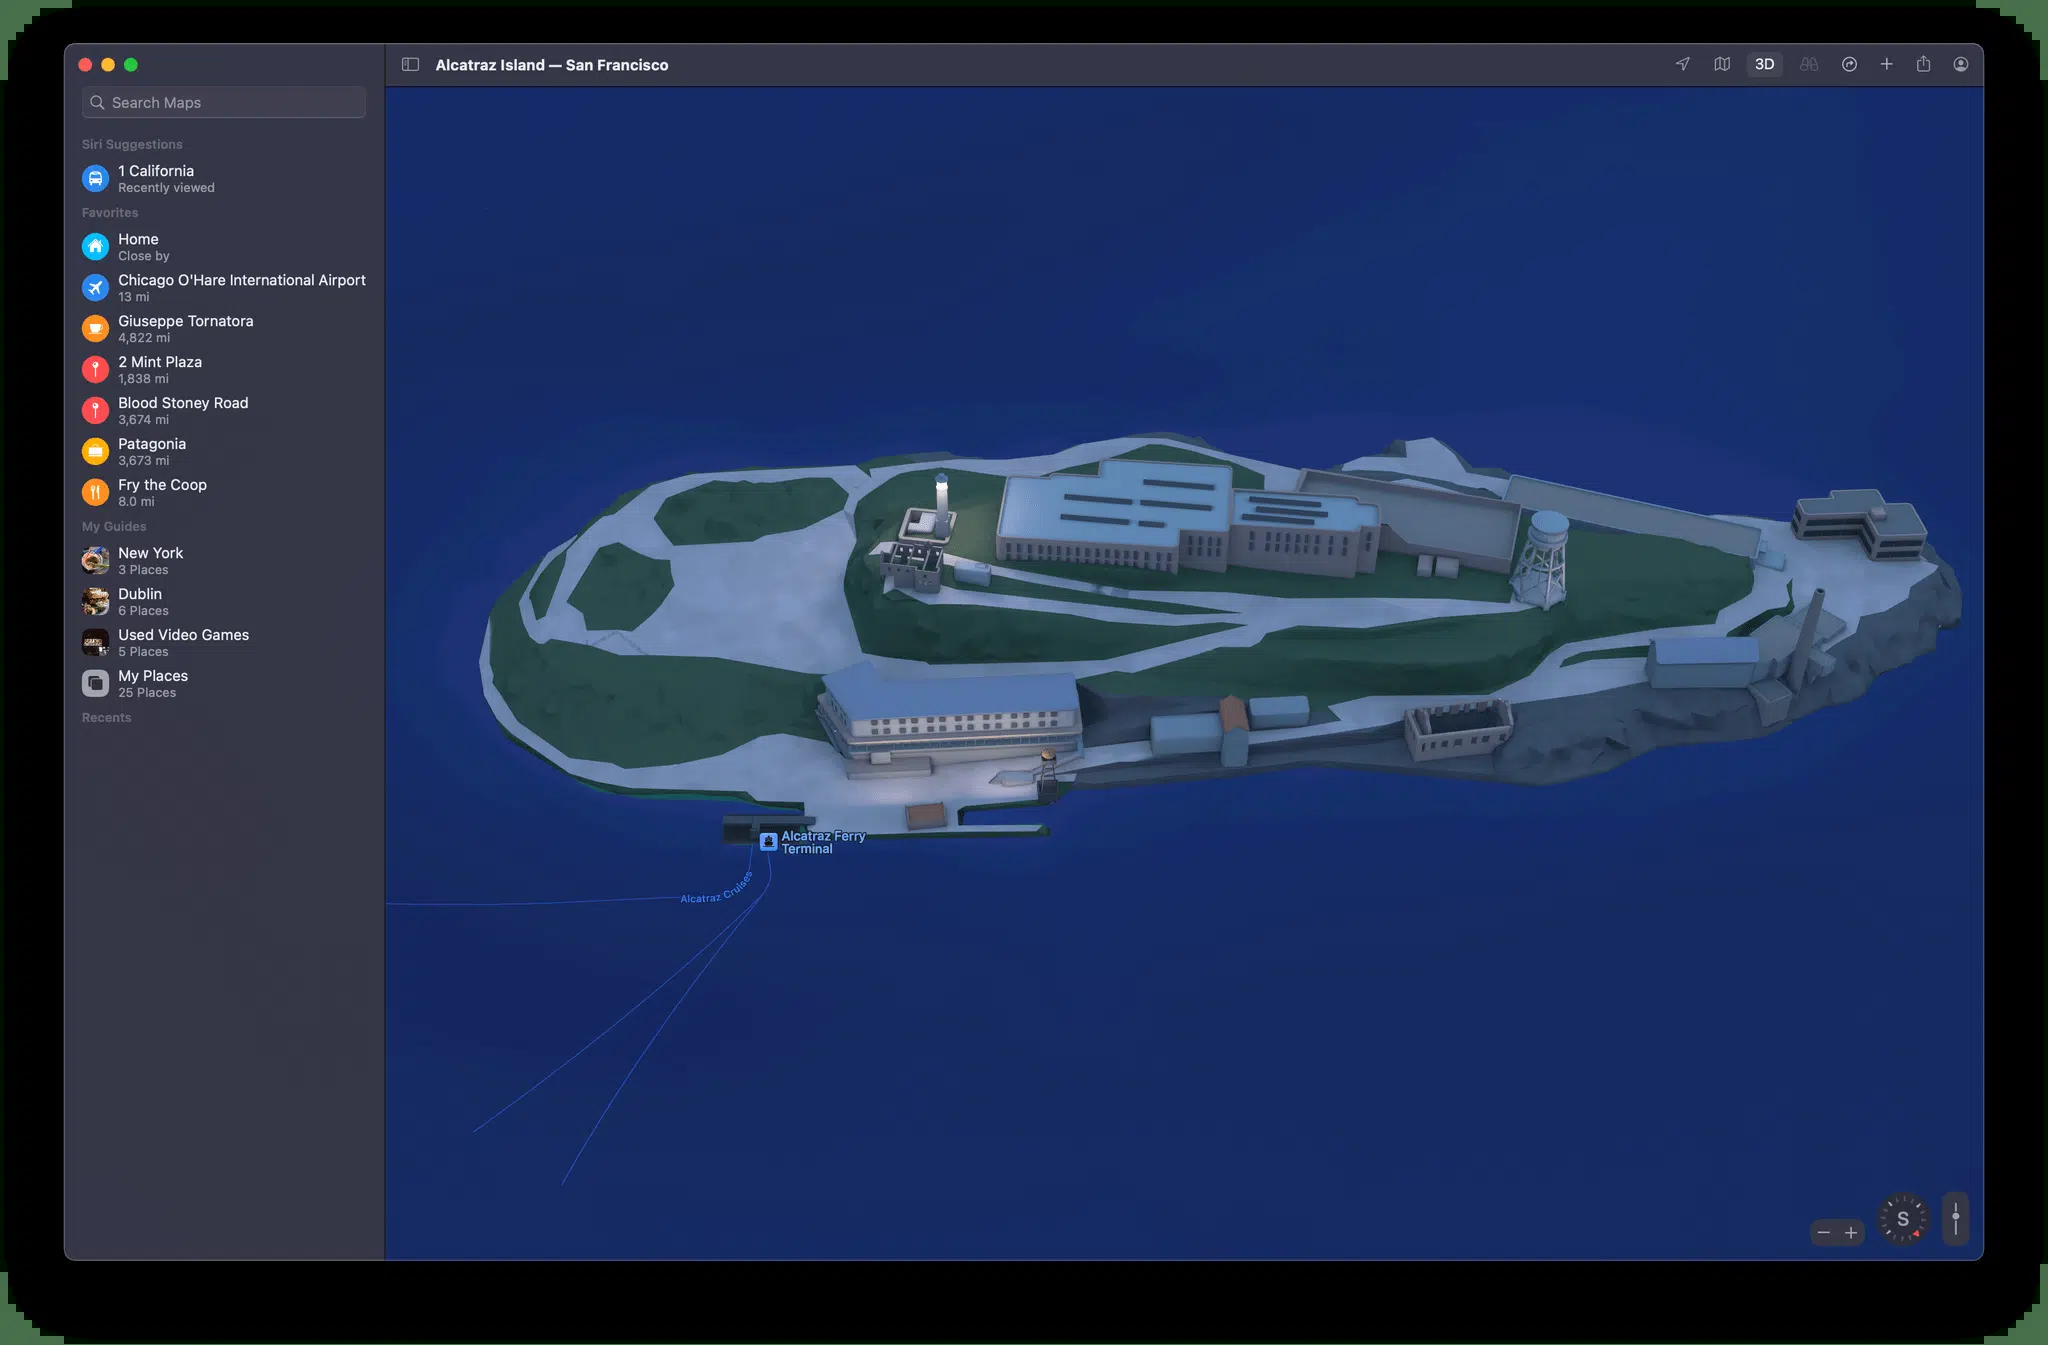 Alcatraz Island — San Francisco
3D
Search Maps
Siri Suggestions
1 California
Recently viewed
Favorites
Home
Close by
Chicago O'Hare International Airport
13 mi
Giuseppe Tornatora
4,822 mi
2 Mint Plaza
1,838 mi
Blood Stoney Road
3,674 mi
Patagonia
3,673 mi
Fry the Coop
8.0 mi
My Guides
New York
3 Places
Dublin
6 Places
Used Video Games
5 Places
My Places
25 Places
Recents
Alcatraz Ferry
Terminal
Alcatraz Cruises
S